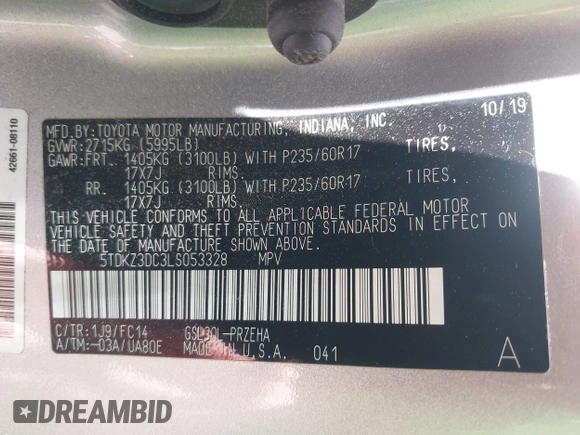 42661-08110
MFD.BY:TOYOTA MOTOR MANUFACTURING, INDIANA, INC. 10/19
GVWR:2715KG (5995LB)
GAWR:FRT. 1405KG (3100LB) WITH P235/60R17 TIRES,
17X7J RIMS,
RR. 1405KG (3100LB) WITH P235/60R17 TIRES,
17X7J RIMS.
THIS VEHICLE CONFORMS TO ALL APPLICABLE FEDERAL MOTOR
VEHICLE SAFETY AND THEFT PREVENTION STANDARDS IN EFFECT ON
THE DATE OF MANUFACTURE SHOWN ABOVE.
5TDKZ3DC3LS053328 MPV
C/TR:1J9/FC14 GSL30L-PRZEHA
A/TM:-03A/UA80E MADE IN U.S.A. 041 A
DREAMBID